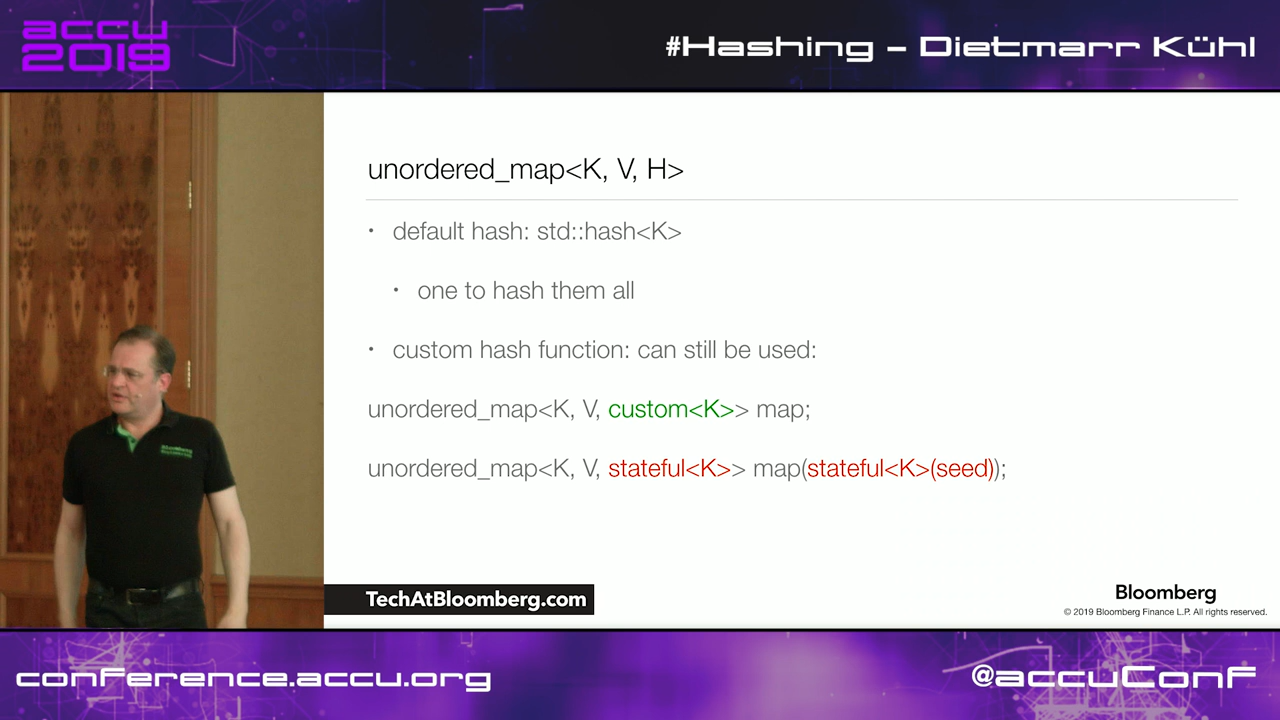 accu
2019
#Hashing – Dietmarr Kühl
unordered_map<K, V, H>
• default hash: std::hash<K>
• one to hash them all
• custom hash function: can still be used:
unordered_map<K, V, custom<K>> map;
unordered_map<K, V, stateful<K>> map(stateful<K>(seed));
Bloomberg
TechAtBloomberg.com
Bloomberg
© 2019 Bloomberg Finance L.P. All rights reserved.
conference.accu.org
@accuConf